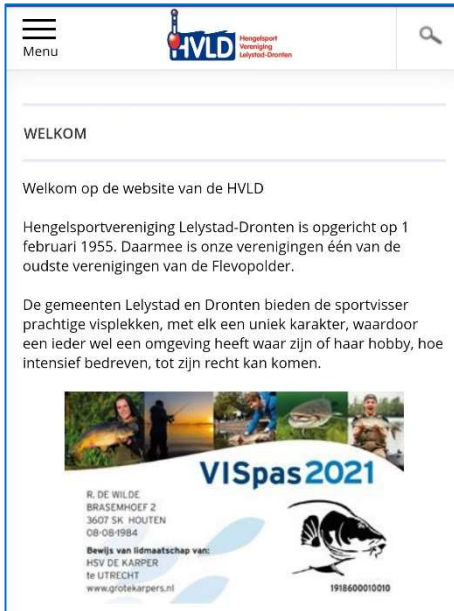 Menu
HVLD
Hengelsport
Vereniging
Lelystad-Dronten
WELKOM
Welkom op de website van de HVLD
Hengelsportvereniging Lelystad-Dronten is opgericht op 1
februari 1955. Daarmee is onze verenigingen één van de
oudste verenigingen van de Flevopolder.
De gemeenten Lelystad en Dronten bieden de sportvisser
prachtige visplekken, met elk een uniek karakter, waardoor
een ieder wel een omgeving heeft waar zijn of haar hobby, hoe
intensief bedreven, tot zijn recht kan komen.
VISpas2021
R. DE WILDE
BRASEMHOEF 2
3607 SK HOUTEN
08-08-1984
Bewijs van lidmaatschap van:
HSV DE KARPER
te UTRECHT
www.grotekarpers.nl
1918600010010